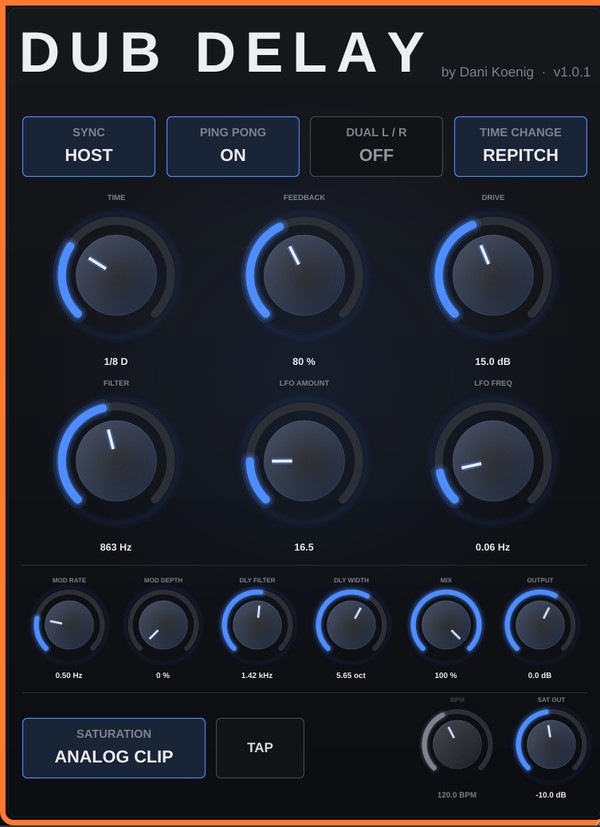 DUB DELAY by Dani Koenig · v1.0.1
SYNC PING PONG DUAL L / R TIME CHANGE
HOST ON OFF REPITCH
TIME FEEDBACK DRIVE
1/8 D 80 % 15.0 dB
FILTER LFO AMOUNT LFO FREQ
863 Hz 16.5 0.06 Hz
MOD RATE MOD DEPTH DLY FILTER DLY WIDTH MIX OUTPUT
0.50 Hz 0 % 1.42 kHz 5.65 oct 100 % 0.0 dB
BPM SAT OUT
SATURATION
ANALOG CLIP TAP
120.0 BPM -10.0 dB